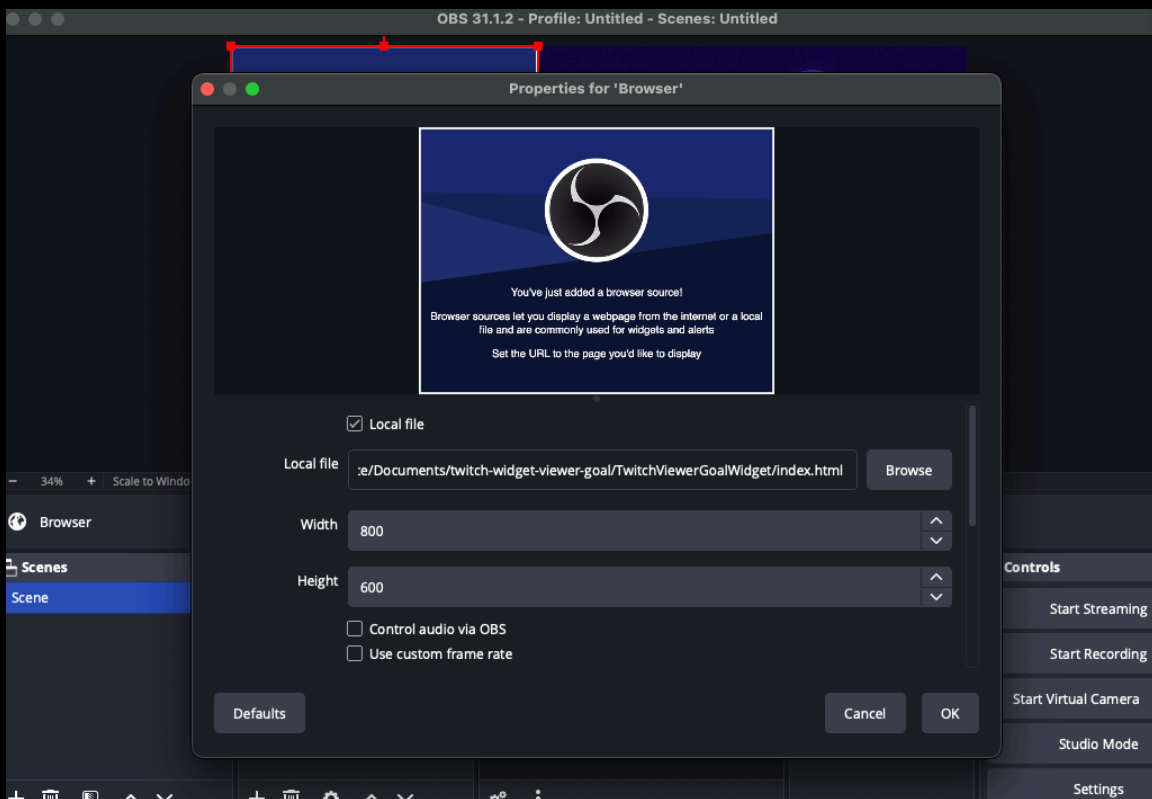 OBS 31.1.2 - Profile: Untitled - Scenes: Untitled
Properties for 'Browser'
You've just added a browser source!
Browser sources let you display a webpage from the internet or a local
file and are commonly used for widgets and alerts
Set the URL to the page you'd like to display
Local file
Local file :e/Documents/twitch-widget-viewer-goal/TwitchViewerGoalWidget/index.html Browse
34% Scale to Windo
Width 800
Browser
Height 600
Scenes
Controls
Scene
Start Streaming
Control audio via OBS
Use custom frame rate
Start Recording
Start Virtual Camera
Defaults Cancel OK
Studio Mode
Settings